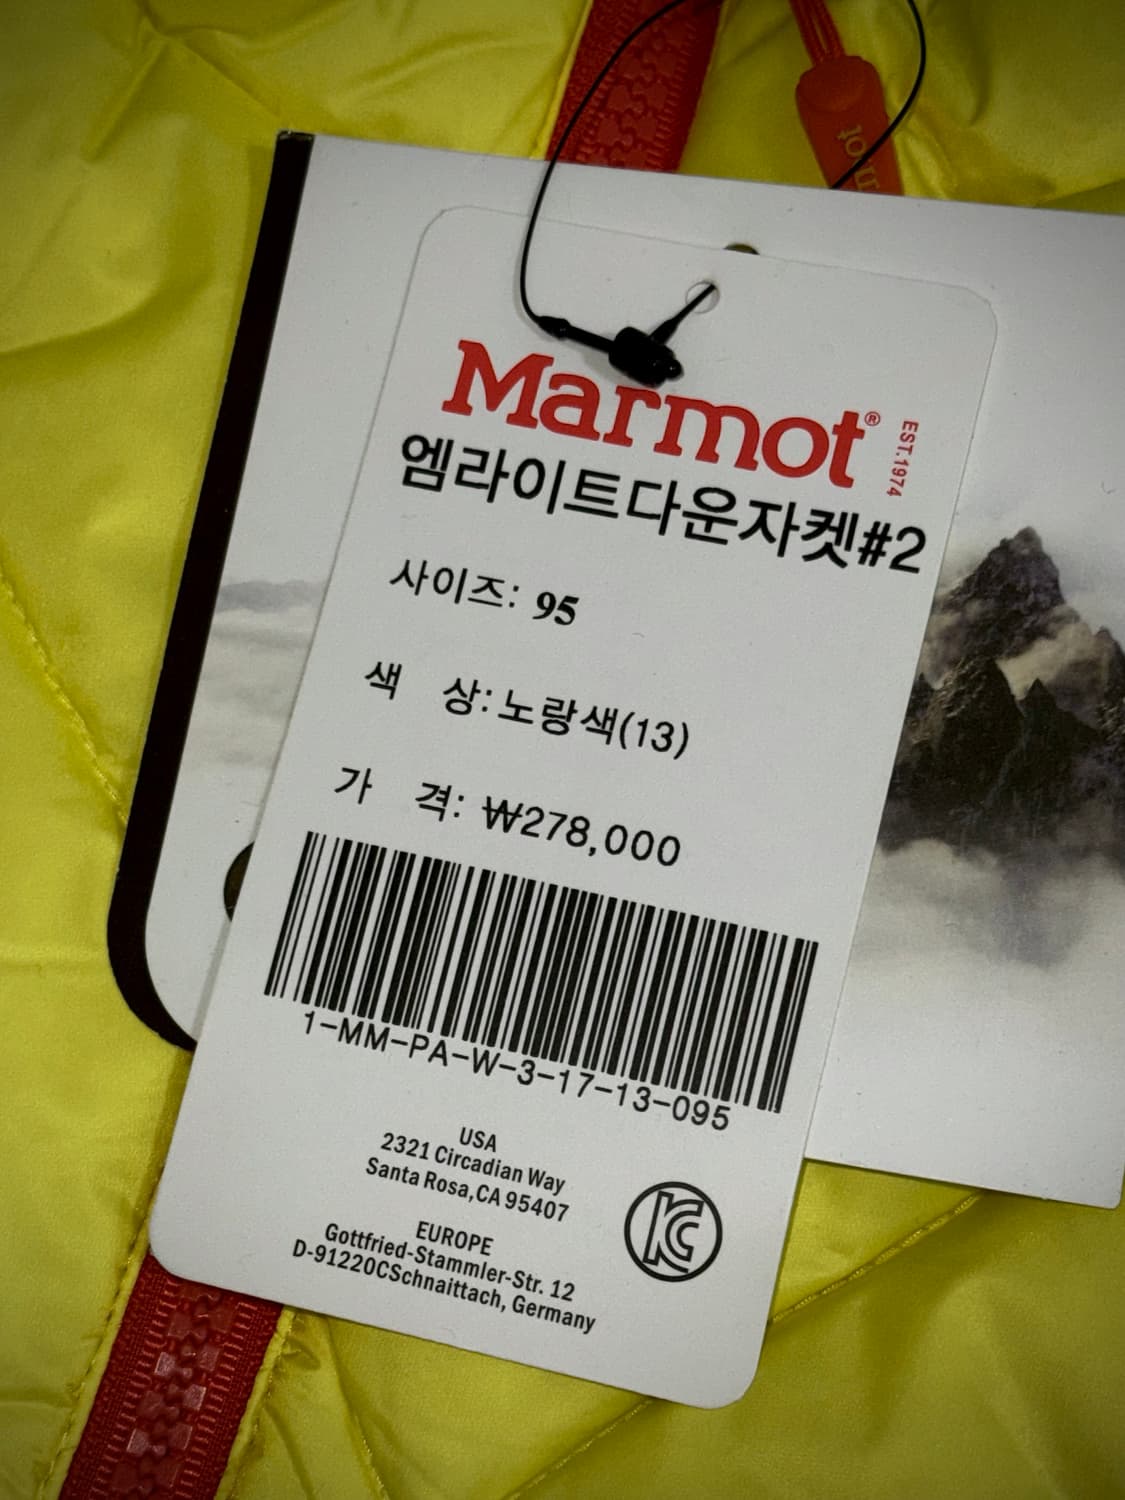 mot
Marmot®
EST.1974
엠라이트다운자켓#2
사이즈: 95
색 상: 노랑색(13)
가 격: ₩278,000
1-MM-PA-W-3-17-13-095
USA
2321 Circadian Way
Santa Rosa,CA 95407
EUROPE
Gottfried-Stammler-Str. 12
D-91220CSchnaittach, Germany
KC